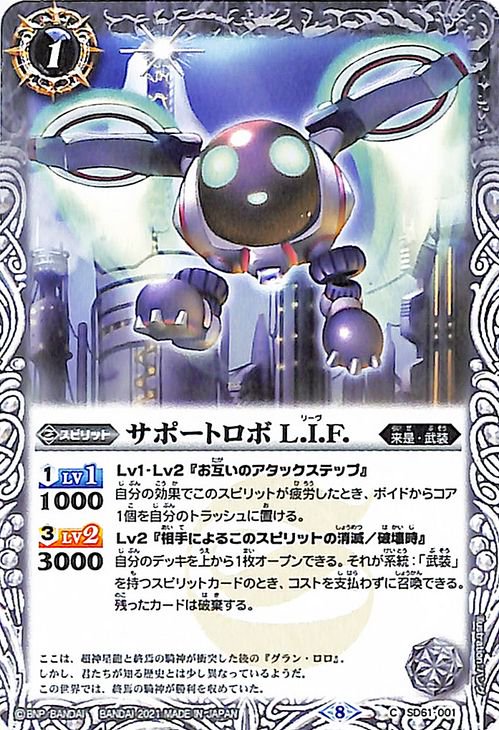 1
スピリット
サポートロボ L.I.F.
リーヴ
来是・武装
1 LV1
1000
Lv1・Lv2『お互いのアタックステップ』
自分の効果でこのスピリットが疲労したとき、ボイドからコア
1個を自分のトラッシュに置ける。
3 LV2
3000
Lv2『相手によるこのスピリットの消滅／破壊時』
自分のデッキを上から1枚オープンできる。それが系統：「武装」
を持つスピリットカードのとき、コストを支払わずに召喚できる。
残ったカードは破棄する。
ここは、超神星龍と終焉の騎神が衝突した後の『グラン・ロロ』。
しかし、君たちが知る歴史とは少し異なっているようだ。
この世界では、終焉の騎神が勝利を収めていた。
©BNP/BANDAI BANDAI 2021 MADE IN JAPAN
8
C SD61-001